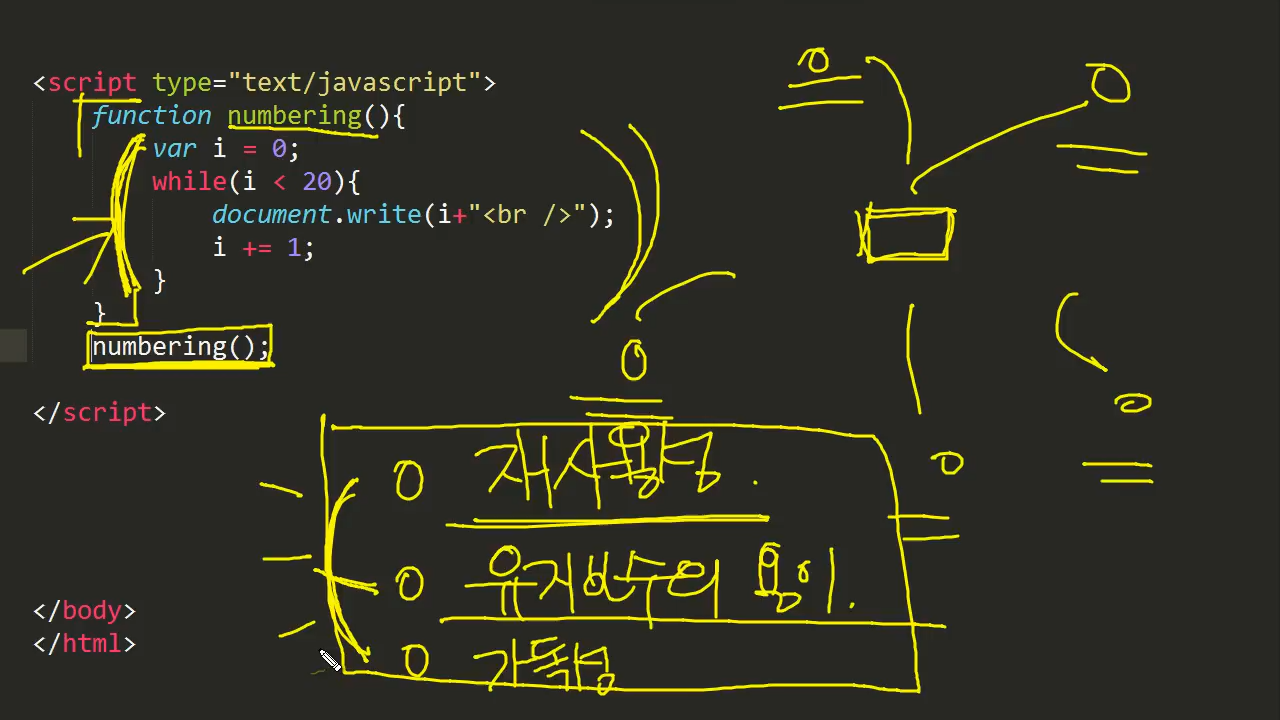 <script type="text/javascript">
function numbering(){
var i = 0;
while(i < 20){
document.write(i+"<br />");
i += 1;
}
}
numbering();
</script>
재사용성.
유지보수의 용이.
가독성
</body>
</html>